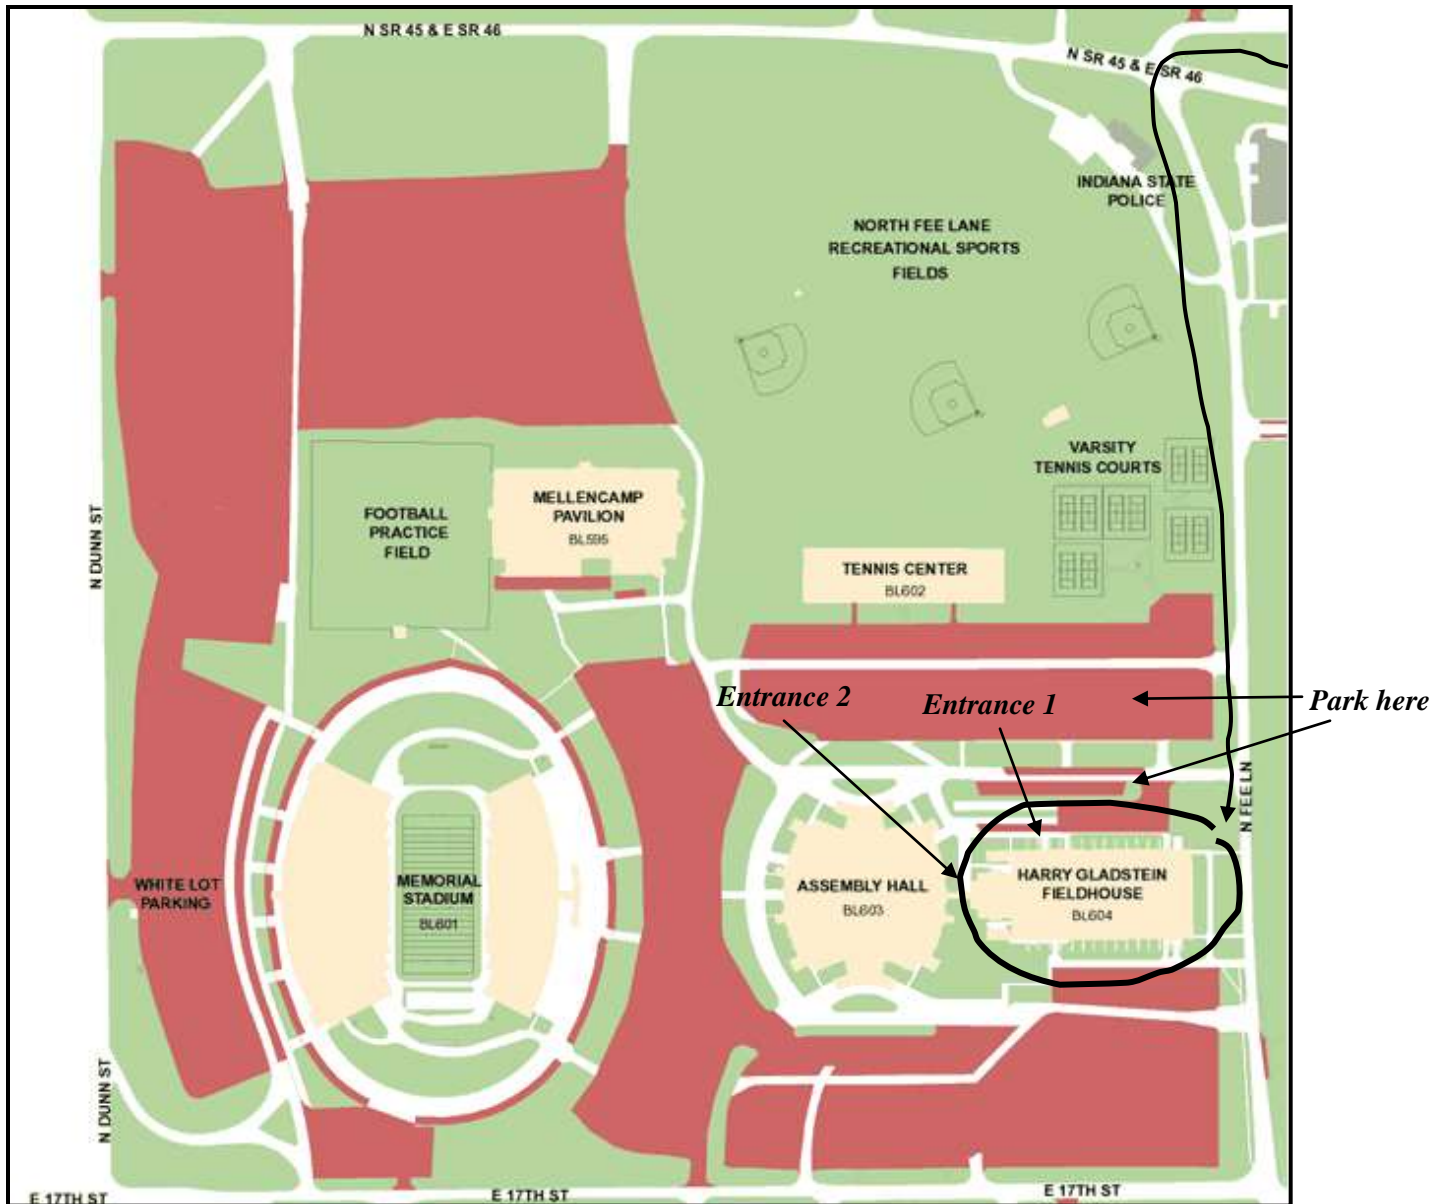 N SR 45 & E SR 46
N SR 45 & E SR 46
INDIANA STATE
POLICE
NORTH FEE LANE
RECREATIONAL SPORTS
FIELDS
VARSITY
TENNIS COURTS
MELLENCAMP
PAVILION
BL595
FOOTBALL
PRACTICE
FIELD
N DUNN ST
TENNIS CENTER
BL602
Entrance 2
Entrance 1
Park here
N FEE LN
WHITE LOT
PARKING
MEMORIAL
STADIUM
BL601
ASSEMBLY HALL
BL603
HARRY GLADSTEIN
FIELDHOUSE
BL604
N DUNN ST
E 17TH ST
E 17TH ST
E 17TH ST